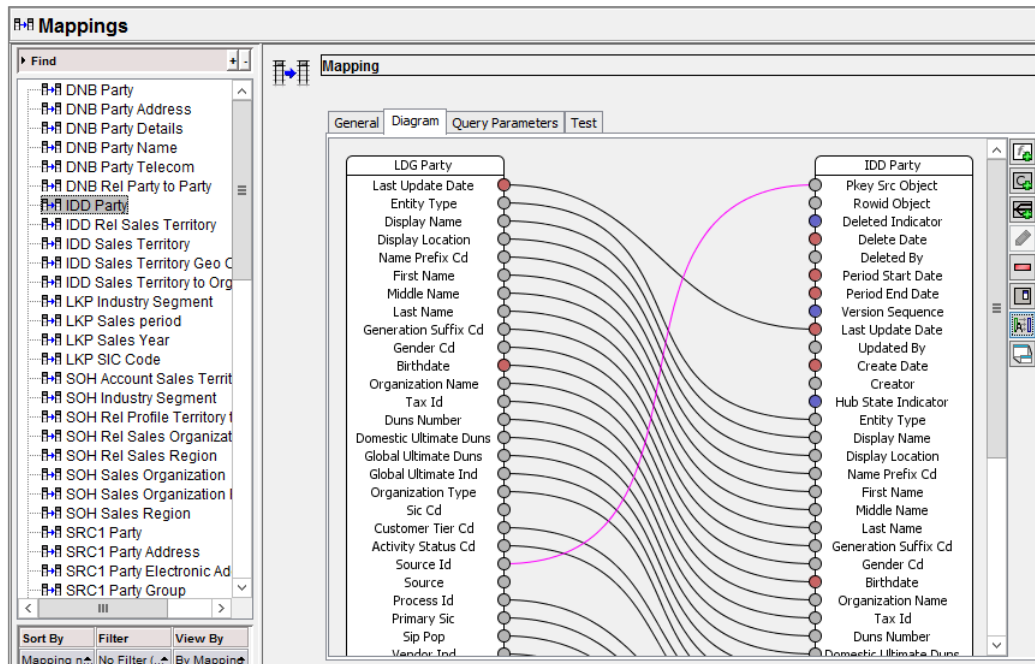 Mappings
Find
+
-
DNB Party
DNB Party Address
DNB Party Details
DNB Party Name
DNB Party Telecom
DNB Rel Party to Party
IDD Party
IDD Rel Sales Territory
IDD Sales Territory
IDD Sales Territory Geo C
IDD Sales Territory to Org
LKP Industry Segment
LKP Sales period
LKP Sales Year
LKP SIC Code
SOH Account Sales Territ
SOH Industry Segment
SOH Rel Profile Territory t
SOH Rel Sales Organizat
SOH Rel Sales Region
SOH Sales Organization
SOH Sales Organization I
SOH Sales Region
SRC1 Party
SRC1 Party Address
SRC1 Party Electronic Ad
SRC1 Party Group
Sort By Filter View By
Mapping n No Filter (.. By Mapping
Mapping
General Diagram Query Parameters Test
LDG Party
Last Update Date
Entity Type
Display Name
Display Location
Name Prefix Cd
First Name
Middle Name
Last Name
Generation Suffix Cd
Gender Cd
Birthdate
Organization Name
Tax Id
Duns Number
Domestic Ultimate Duns
Global Ultimate Duns
Global Ultimate Ind
Organization Type
Sic Cd
Customer Tier Cd
Activity Status Cd
Source Id
Source
Process Id
Primary Sic
Sip Pop
Vendor Ind
IDD Party
Pkey Src Object
Rowid Object
Deleted Indicator
Delete Date
Deleted By
Period Start Date
Period End Date
Version Sequence
Last Update Date
Updated By
Create Date
Creator
Hub State Indicator
Entity Type
Display Name
Display Location
Name Prefix Cd
First Name
Middle Name
Last Name
Generation Suffix Cd
Gender Cd
Birthdate
Organization Name
Tax Id
Duns Number
Domestic Ultimate Duns